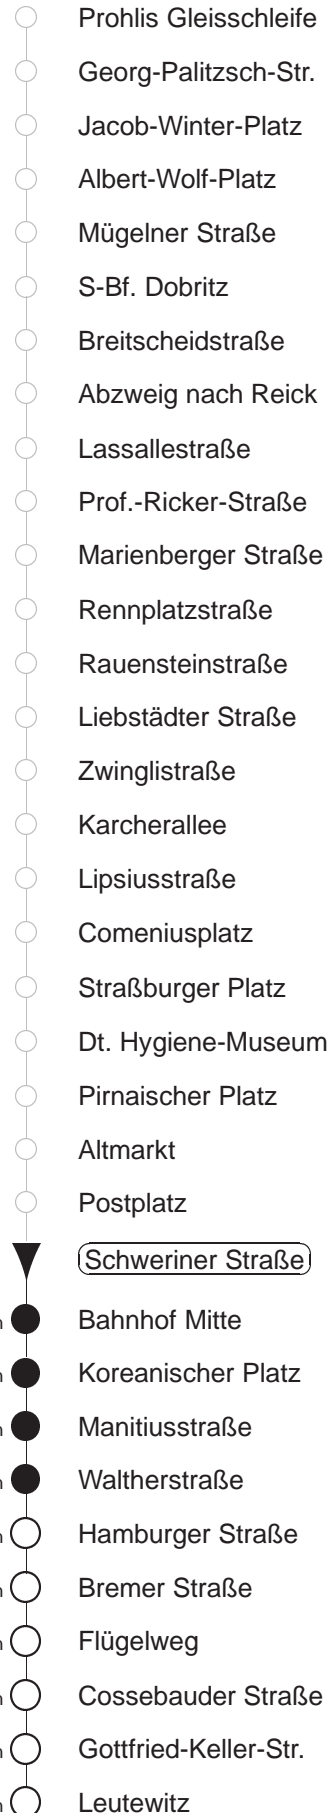 Prohlis Gleisschleife
Georg-Palitzsch-Str.
Jacob-Winter-Platz
Albert-Wolf-Platz
Mügelner Straße
S-Bf. Dobritz
Breitscheidstraße
Abzweig nach Reick
Lassallestraße
Prof.-Ricker-Straße
Marienberger Straße
Rennplatzstraße
Rauensteinstraße
Liebstädter Straße
Zwinglistraße
Karcherallee
Lipsiusstraße
Comeniusplatz
Straßburger Platz
Dt. Hygiene-Museum
Pirnaischer Platz
Altmarkt
Postplatz
Schweriner Straße
Bahnhof Mitte
Koreanischer Platz
Manitiusstraße
Waltherstraße
Hamburger Straße
Bremer Straße
Flügelweg
Cossebauder Straße
Gottfried-Keller-Str.
Leutewitz